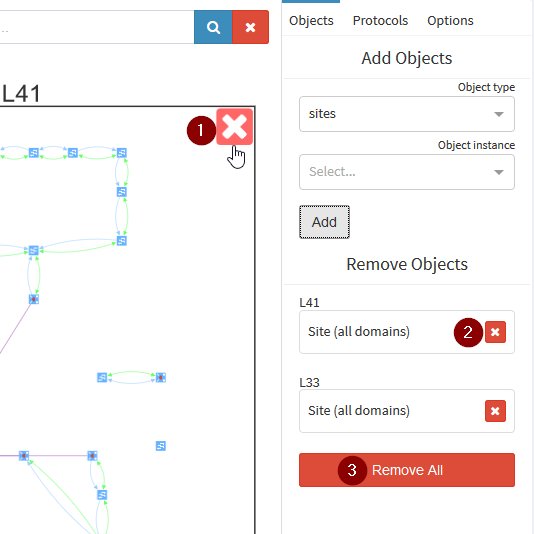 ...
L41
1
Objects Protocols Options
Add Objects
Object type
sites
Object instance
Select...
Add
Remove Objects
L41
Site (all domains) 2
L33
Site (all domains)
3 Remove All